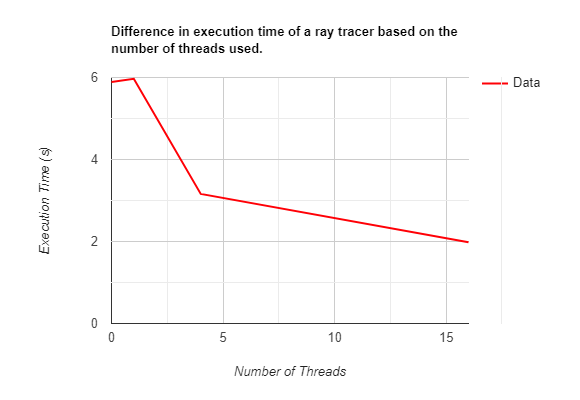 Difference in execution time of a ray tracer based on the
number of threads used.
6
4
2
0
Execution Time (s)
0 5 10 15
Number of Threads
Data